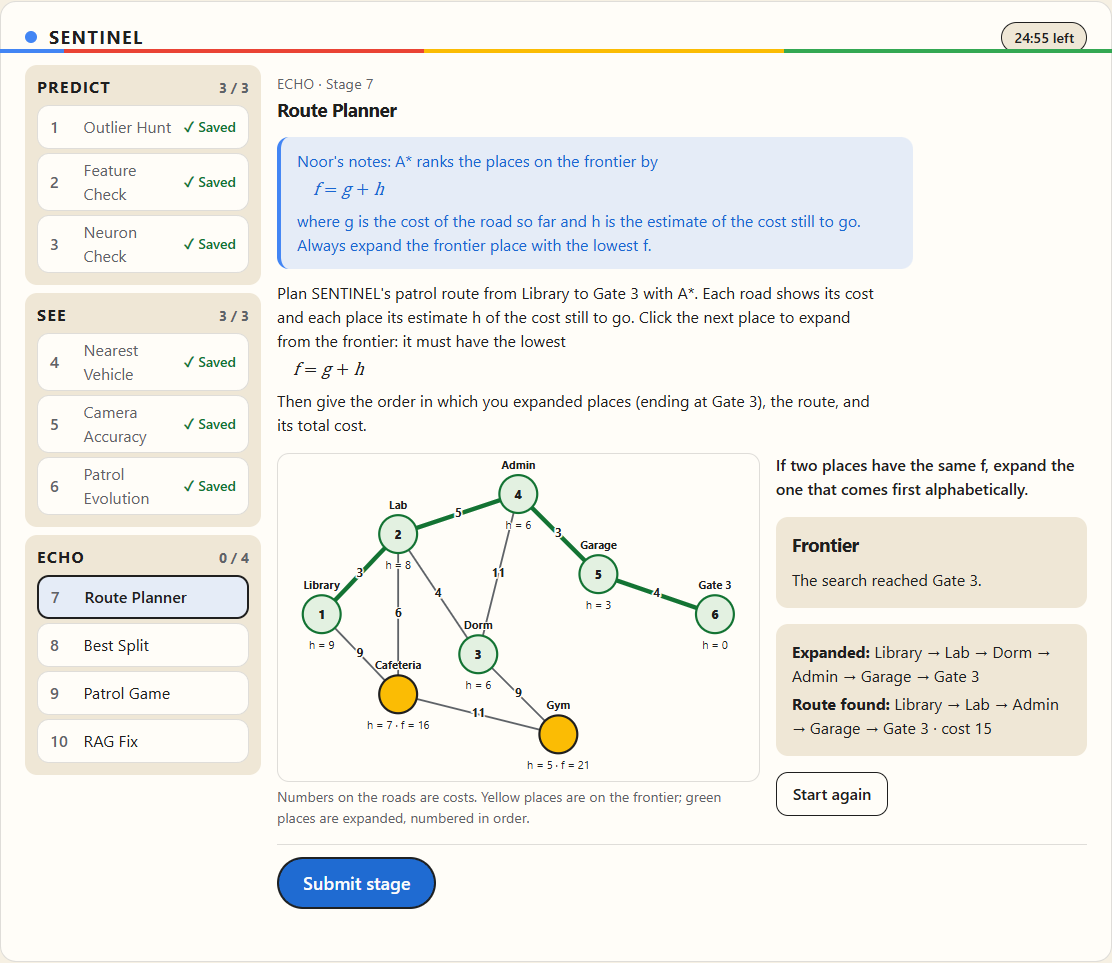 SENTINEL
24:55 left
PREDICT 3 / 3
1 Outlier Hunt ✓ Saved
2 Feature Check ✓ Saved
3 Neuron Check ✓ Saved
SEE 3 / 3
4 Nearest Vehicle ✓ Saved
5 Camera Accuracy ✓ Saved
6 Patrol Evolution ✓ Saved
ECHO 0 / 4
7 Route Planner
8 Best Split
9 Patrol Game
10 RAG Fix
ECHO · Stage 7
Route Planner
Noor's notes: A* ranks the places on the frontier by
f = g + h
where g is the cost of the road so far and h is the estimate of the cost still to go.
Always expand the frontier place with the lowest f.
Plan SENTINEL's patrol route from Library to Gate 3 with A*. Each road shows its cost
and each place its estimate h of the cost still to go. Click the next place to expand
from the frontier: it must have the lowest
f = g + h
Then give the order in which you expanded places (ending at Gate 3), the route, and
its total cost.
Admin
4
h = 6
Lab
2
h = 8
5
3
Garage
5
h = 3
3
11
Library
1
h = 9
4
Gate 3
6
h = 0
6
4
Dorm
3
h = 6
9
Cafeteria
h = 7 · f = 16
9
11
Gym
h = 5 · f = 21
Numbers on the roads are costs. Yellow places are on the frontier; green
places are expanded, numbered in order.
If two places have the same f, expand the
one that comes first alphabetically.
Frontier
The search reached Gate 3.
Expanded: Library → Lab → Dorm →
Admin → Garage → Gate 3
Route found: Library → Lab → Admin
→ Garage → Gate 3 · cost 15
Start again
Submit stage